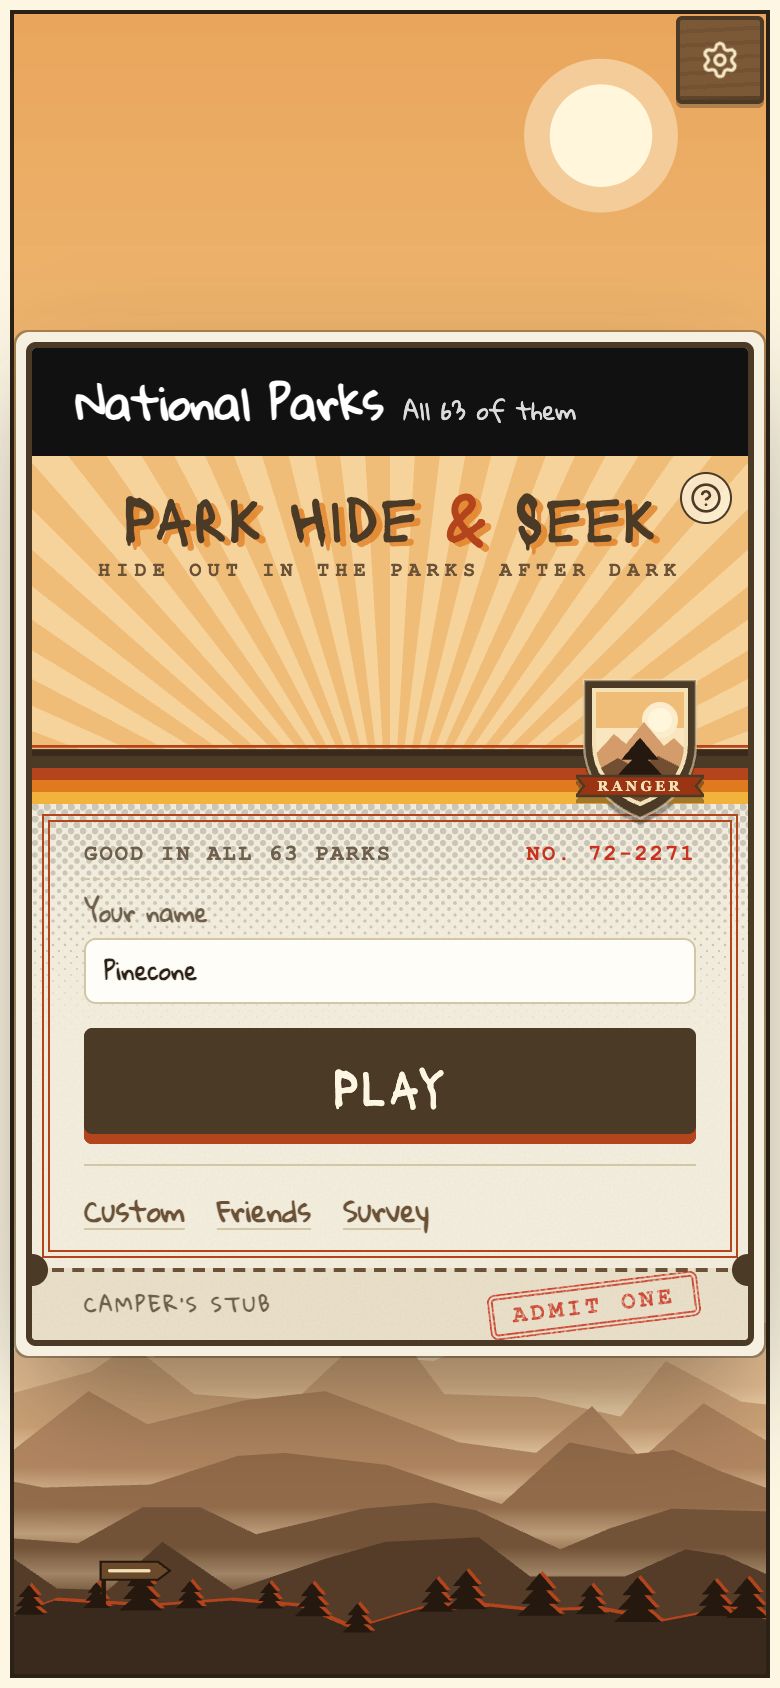 National Parks All 63 of them
PARK HIDE & SEEK
HIDE OUT IN THE PARKS AFTER DARK
?
RANGER
GOOD IN ALL 63 PARKS NO. 72-2271
Your name
Pinecone
PLAY
Custom Friends Survey
CAMPER'S STUB
ADMIT ONE